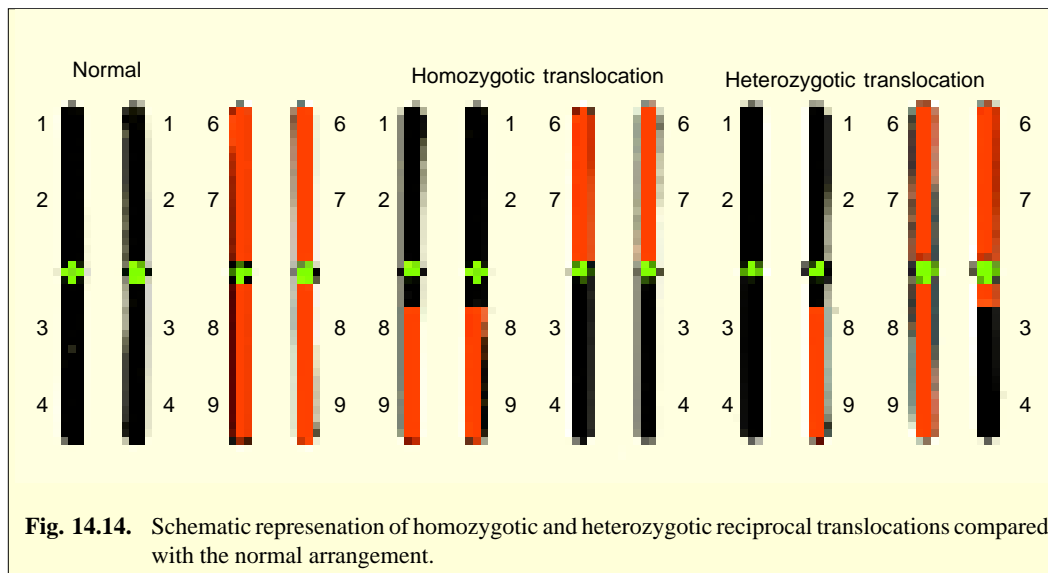 Normal Homozygotic translocation Heterozygotic translocation
1 1 6 6 1 1 6 6 1 1 6 6
2 2 7 7 2 2 7 7 2 2 7 7
3 3 8 8 8 8 3 3 3 8 8 3
4 4 9 9 9 9 4 4 4 9 9 4
Fig. 14.14. Schematic represenation of homozygotic and heterozygotic reciprocal translocations compared
with the normal arrangement.